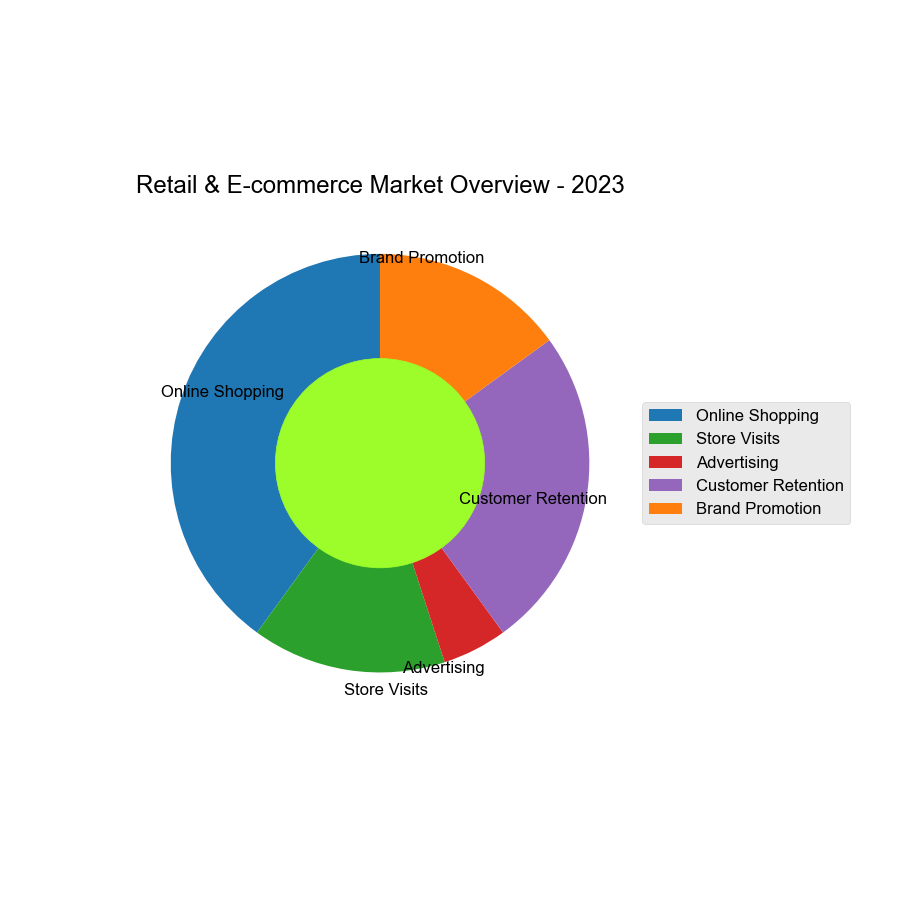 Retail & E-commerce Market Overview - 2023
Brand Promotion
Online Shopping
Customer Retention
Advertising
Store Visits
Online Shopping
Store Visits
Advertising
Customer Retention
Brand Promotion